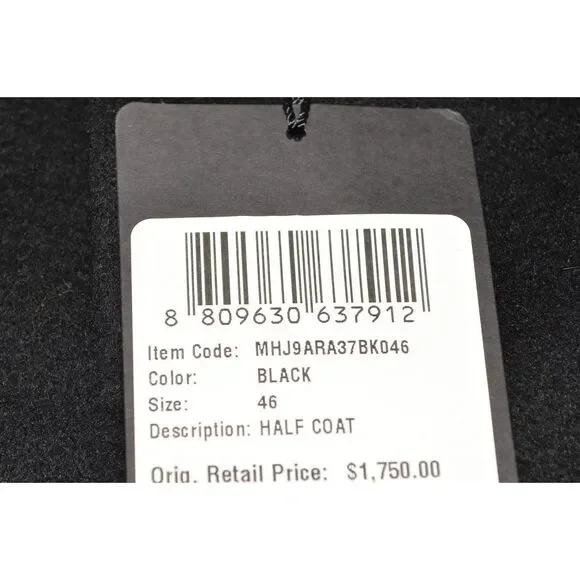 8 809630 637912
Item Code: MHJ9ARA37BK046
Color: BLACK
Size: 46
Description: HALF COAT
Orig. Retail Price: $1,750.00